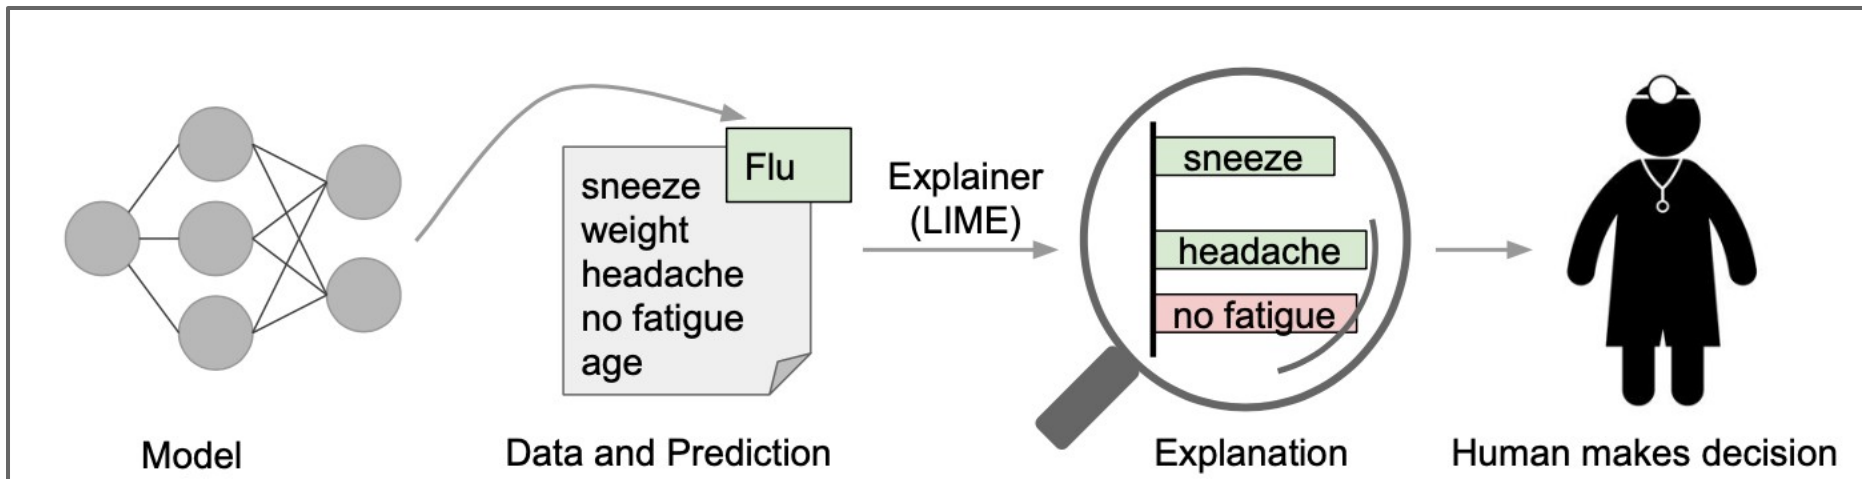 Flu
sneeze
weight
headache
no fatigue
age
Explainer
(LIME)
sneeze
headache
no fatigue
Model
Data and Prediction
Explanation
Human makes decision